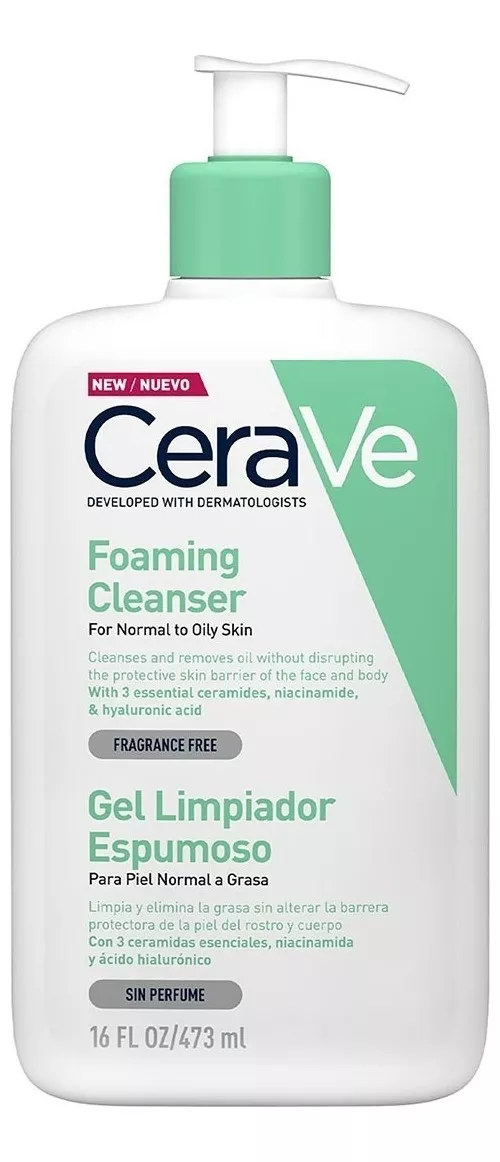 NEW / NUEVO
CeraVe
DEVELOPED WITH DERMATOLOGISTS
Foaming
Cleanser
For Normal to Oily Skin
Cleanses and removes oil without disrupting
the protective skin barrier of the face and body
With 3 essential ceramides, niacinamide,
& hyaluronic acid
FRAGRANCE FREE
Gel Limpiador
Espumoso
Para Piel Normal a Grasa
Limpia y elimina la grasa sin alterar la barrera
protectora de la piel del rostro y cuerpo
Con 3 ceramidas esenciales, niacinamida
y ácido hialurónico
SIN PERFUME
16 FL OZ/473 ml